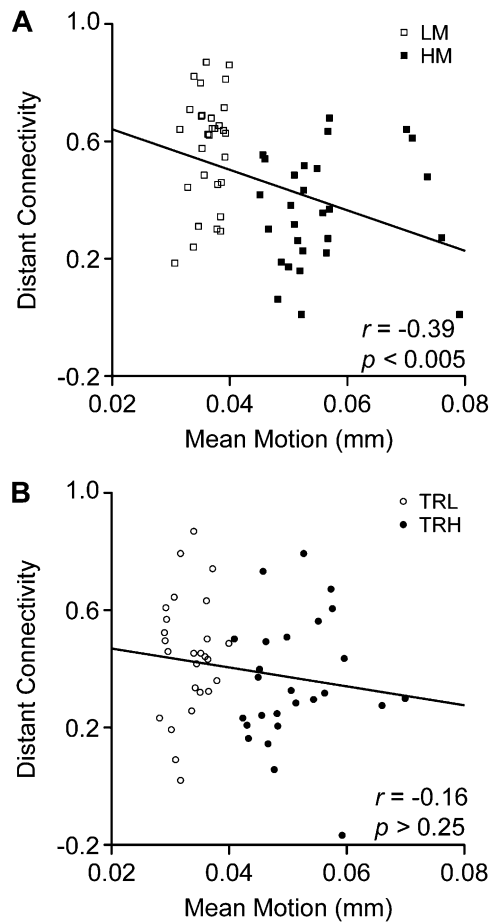 A
1.0
LM
HM
0.6
Distant Connectivity
0.2
r = -0.39
p < 0.005
-0.2
0.02 0.04 0.06 0.08
Mean Motion (mm)
B
1.0
TRL
TRH
0.6
Distant Connectivity
0.2
r = -0.16
p > 0.25
-0.2
0.02 0.04 0.06 0.08
Mean Motion (mm)